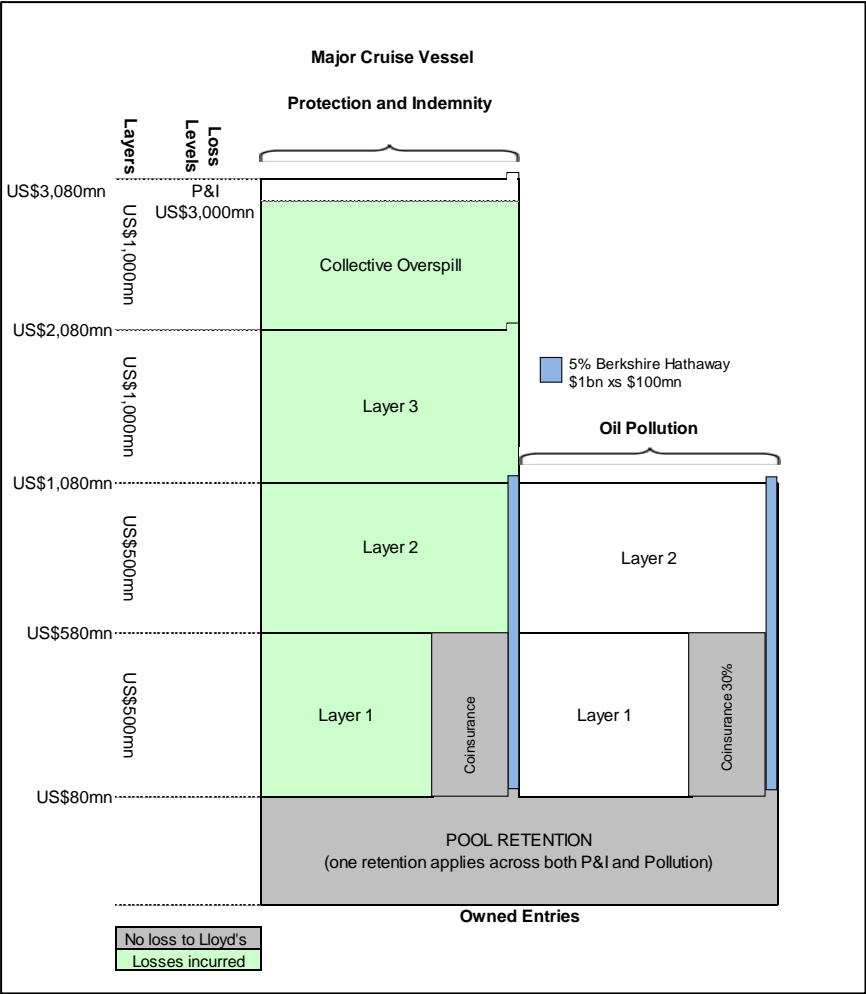 Major Cruise Vessel
Protection and Indemnity
Layers
Loss
Levels
US$3,080mn
P&I
US$3,000mn
US$1,000mn
Collective Overspill
US$2,080mn
US$1,000mn
Layer 3
5% Berkshire Hathaway
$1bn xs $100mn
Oil Pollution
US$1,080mn
US$500mn
Layer 2
Layer 2
US$580mn
US$500mn
Layer 1
Coinsurance
Layer 1
Coinsurance 30%
US$80mn
POOL RETENTION
(one retention applies across both P&I and Pollution)
Owned Entries
No loss to Lloyd's
Losses incurred